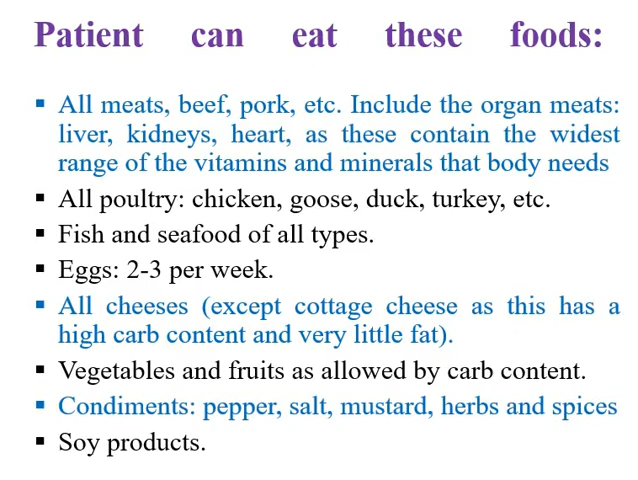 Patient can eat these foods:
▪ All meats, beef, pork, etc. Include the organ meats:
liver, kidneys, heart, as these contain the widest
range of the vitamins and minerals that body needs
▪ All poultry: chicken, goose, duck, turkey, etc.
▪ Fish and seafood of all types.
▪ Eggs: 2-3 per week.
▪ All cheeses (except cottage cheese as this has a
high carb content and very little fat).
▪ Vegetables and fruits as allowed by carb content.
▪ Condiments: pepper, salt, mustard, herbs and spices
▪ Soy products.